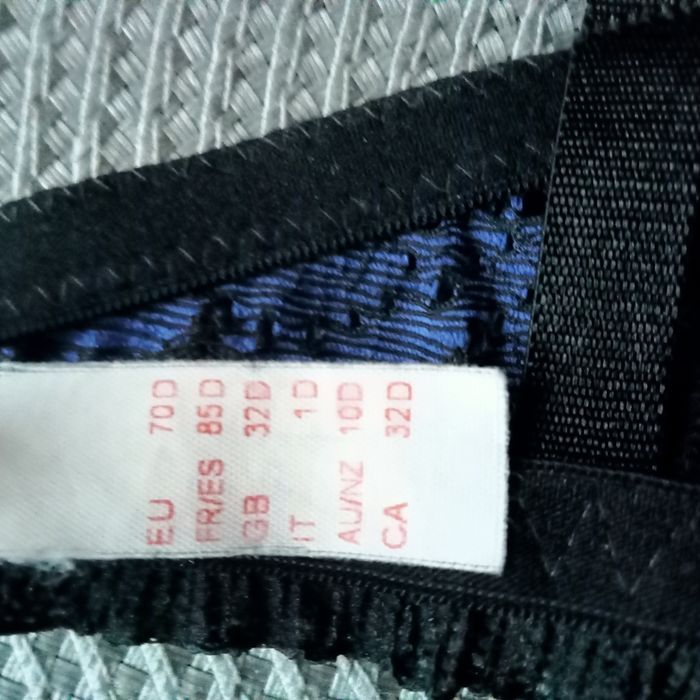 EU 70D
FR/ES 85D
GB 32D
IT 1D
AU/NZ 10D
CA 32D